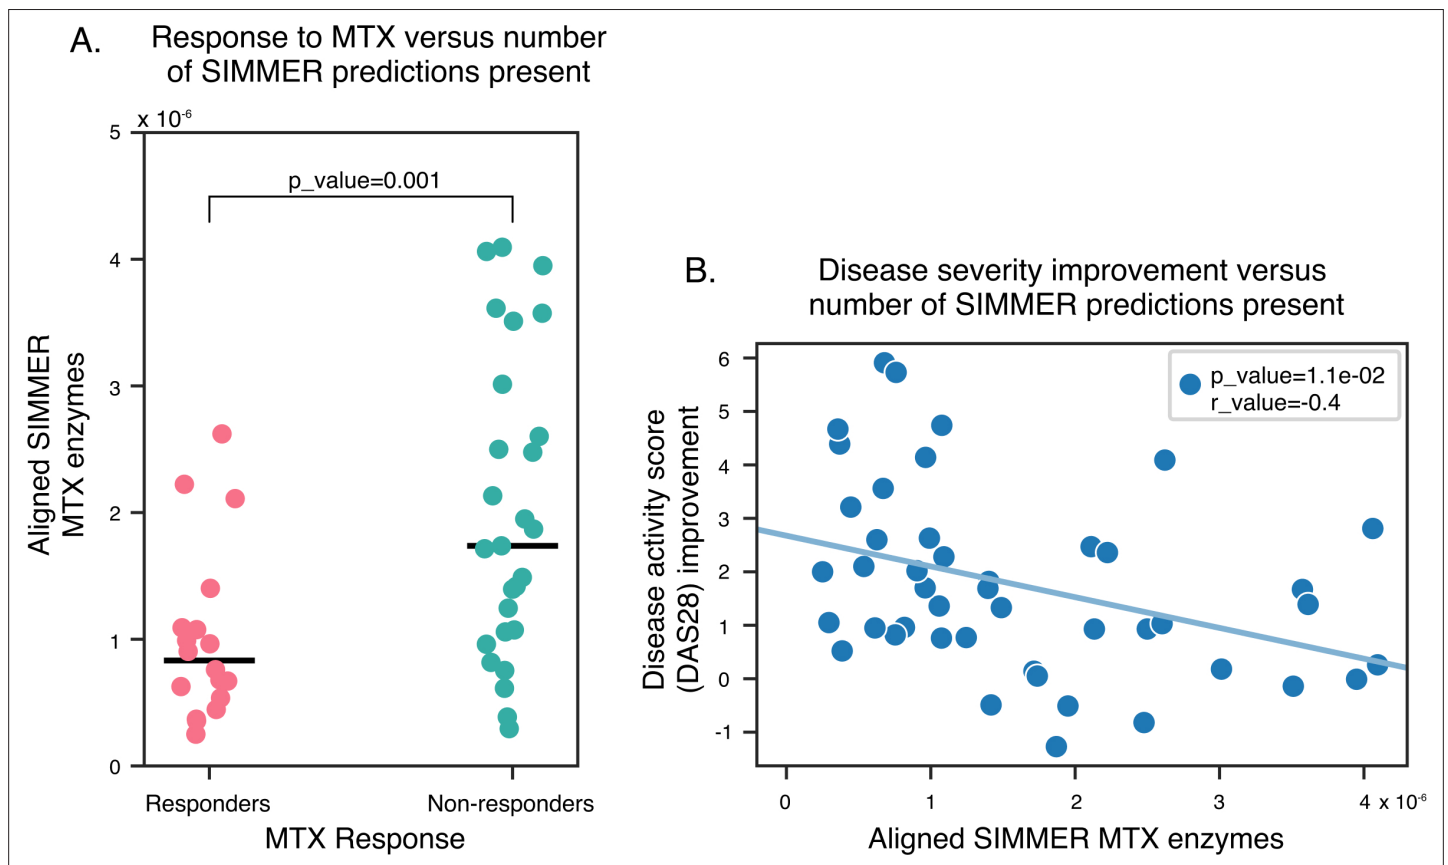 A.
Response to MTX versus number
of SIMMER predictions present
x 10-6
5
4
3
2
1
0
p_value=0.001
Aligned SIMMER
MTX enzymes
Responders
Non-responders
MTX Response
B.
Disease severity improvement versus
number of SIMMER predictions present
6
5
4
3
2
1
0
-1
p_value=1.1e-02
r_value=-0.4
Disease activity score
(DAS28) improvement
0
1
2
3
4 x 10-6
Aligned SIMMER MTX enzymes